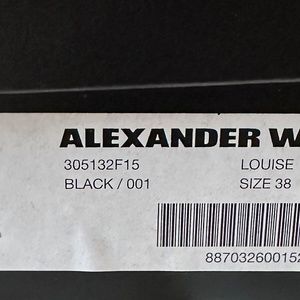 ALEXANDER W
305132F15 LOUISE
BLACK / 001 SIZE 38
88703260015